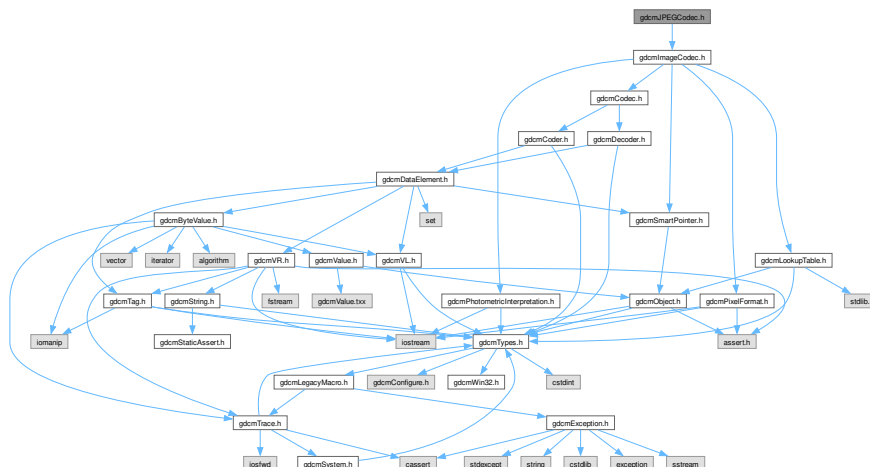 gdcmJPEGCodec.h
gdcmImageCodec.h
gdcmCodec.h
gdcmCoder.h
gdcmDecoder.h
gdcmDataElement.h
gdcmByteValue.h
set
gdcmSmartPointer.h
vector
iterator
algorithm
gdcmVR.h
gdcmValue.h
gdcmVL.h
gdcmLookupTable.h
gdcmTag.h
gdcmString.h
fstream
gdcmValue.txx
gdcmPhotometricInterpretation.h
gdcmObject.h
gdcmPixelFormat.h
stdlib.
iomanip
gdcmStaticAssert.h
iostream
gdcmTypes.h
assert.h
gdcmLegacyMacro.h
gdcmConfigure.h
gdcmWin32.h
cstdint
gdcmTrace.h
gdcmException.h
iosfwd
gdcmSystem.h
cassert
stdexcept
string
cstdlib
exception
sstream